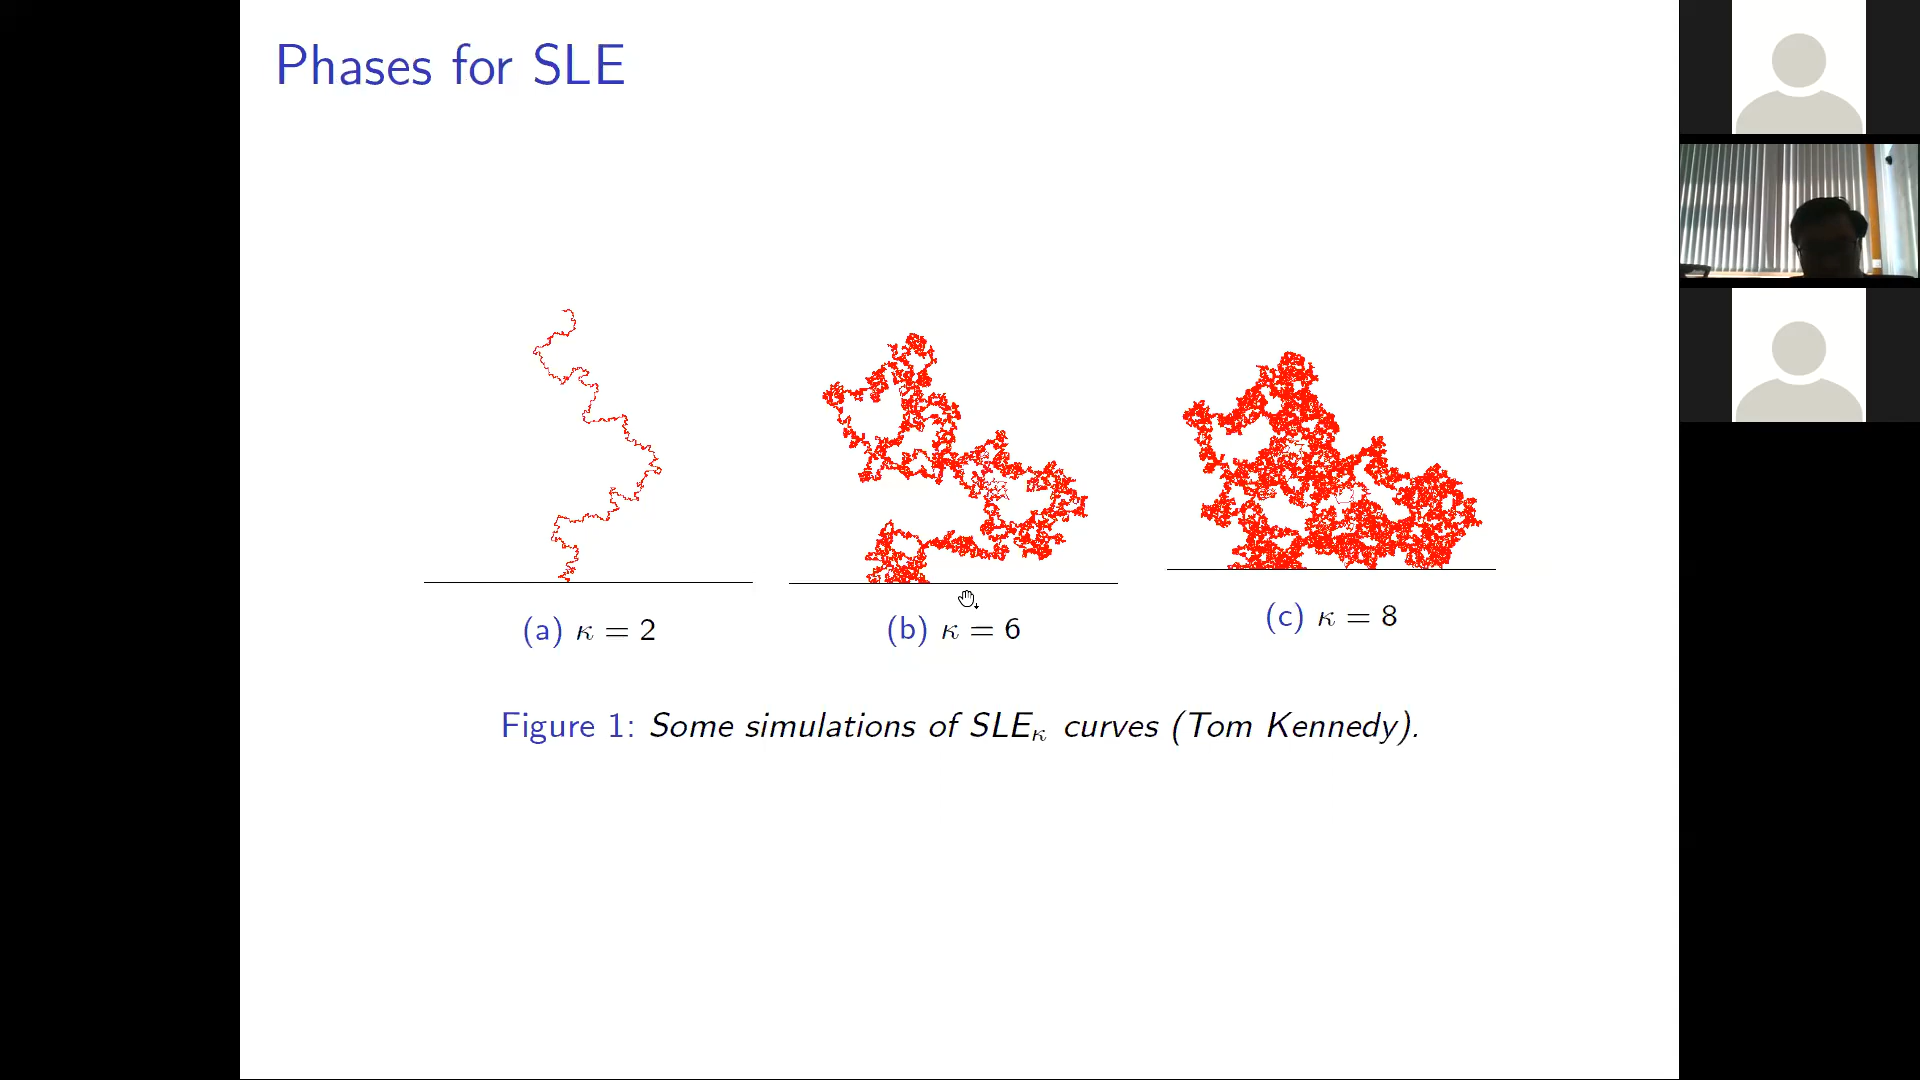 Phases for SLE
(a) κ = 2
(b) κ = 6
(c) κ = 8
Figure 1: Some simulations of SLEκ curves (Tom Kennedy).